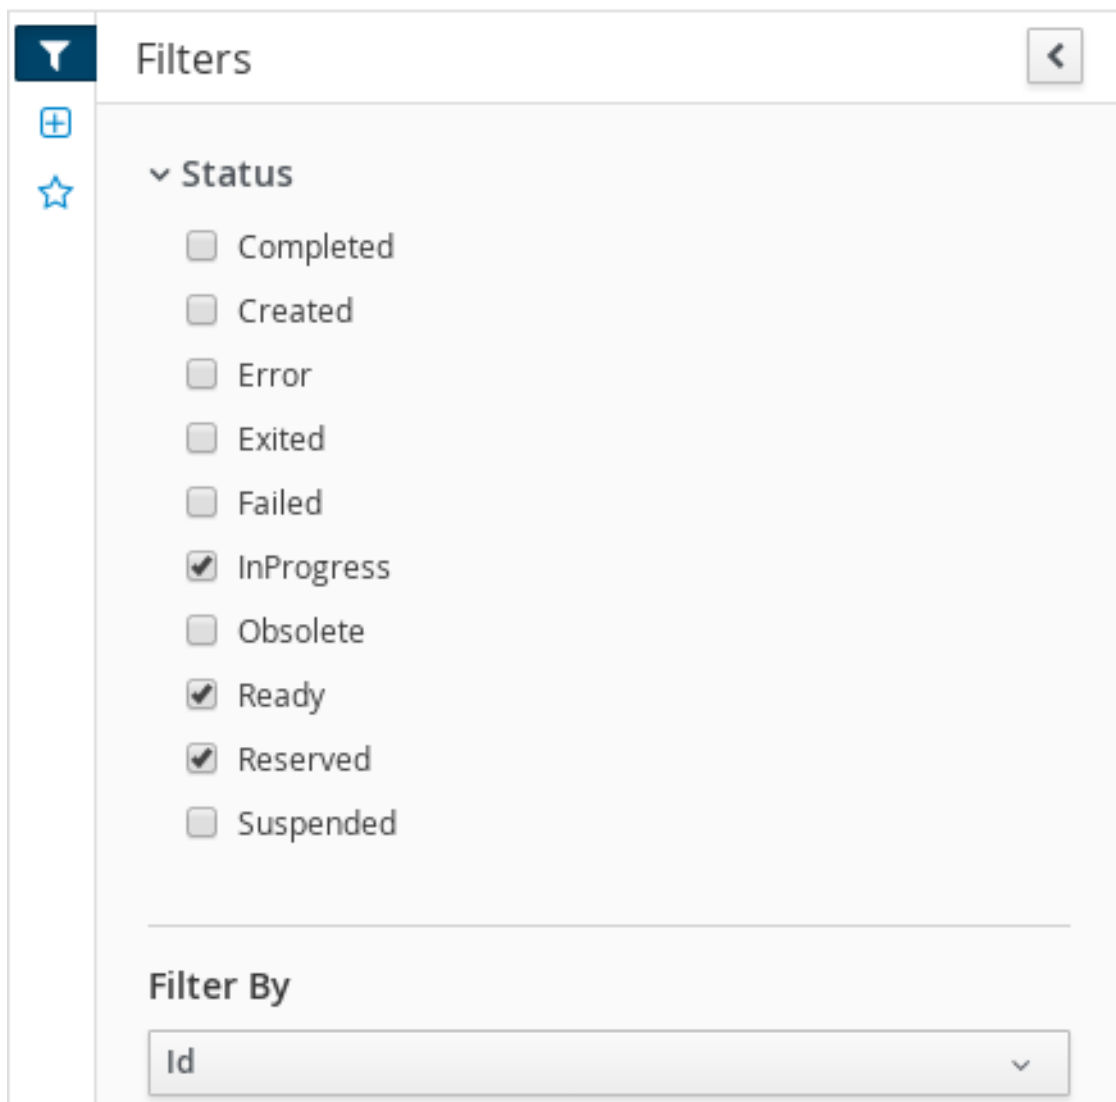 Filters
Status
Completed
Created
Error
Exited
Failed
InProgress
Obsolete
Ready
Reserved
Suspended
Filter By
Id